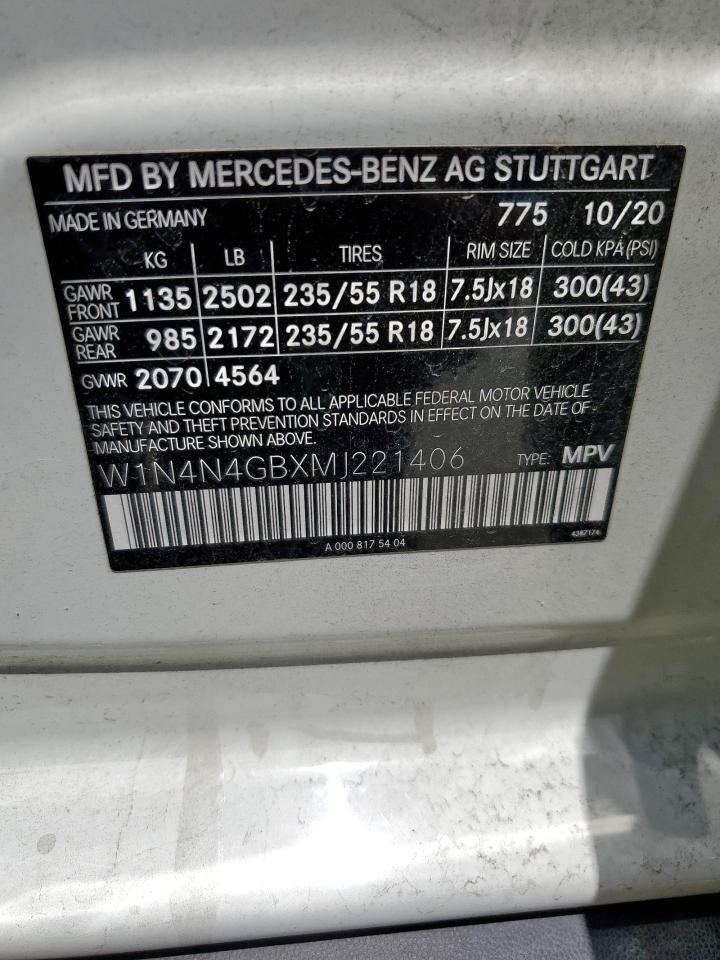 MFD BY MERCEDES-BENZ AG STUTTGART
MADE IN GERMANY 775 10/20
KG LB TIRES RIM SIZE COLD KPA (PSI)
GAWR FRONT 1135 2502 235/55 R18 7.5Jx18 300(43)
GAWR REAR 985 2172 235/55 R18 7.5Jx18 300(43)
GVWR 2070 4564
THIS VEHICLE CONFORMS TO ALL APPLICABLE FEDERAL MOTOR VEHICLE
SAFETY AND THEFT PREVENTION STANDARDS IN EFFECT ON THE DATE OF
MANUFACTURE SHOWN ABOVE.
W1N4N4GBXMJ221406 TYPE: MPV
A 000 817 54 04 4387174